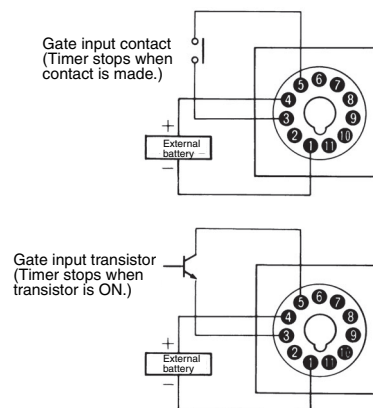 Gate input contact
(Timer stops when
contact is made.)
5 6 7
4 8
3 9
2 10
1 11
+
External
battery
−
Gate input transistor
(Timer stops when
transistor is ON.)
5 6 7
4 8
3 9
2 10
1 11
+
External
battery
−